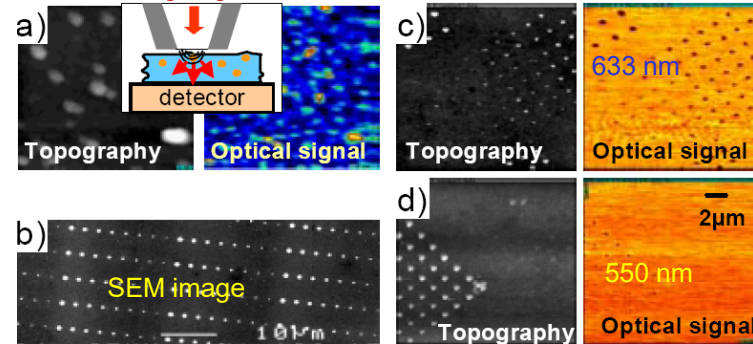 a)
detector
Topography
Optical signal
b)
SEM image
c)
Topography
633 nm
Optical signal
d)
Topography
2µm
550 nm
Optical signal